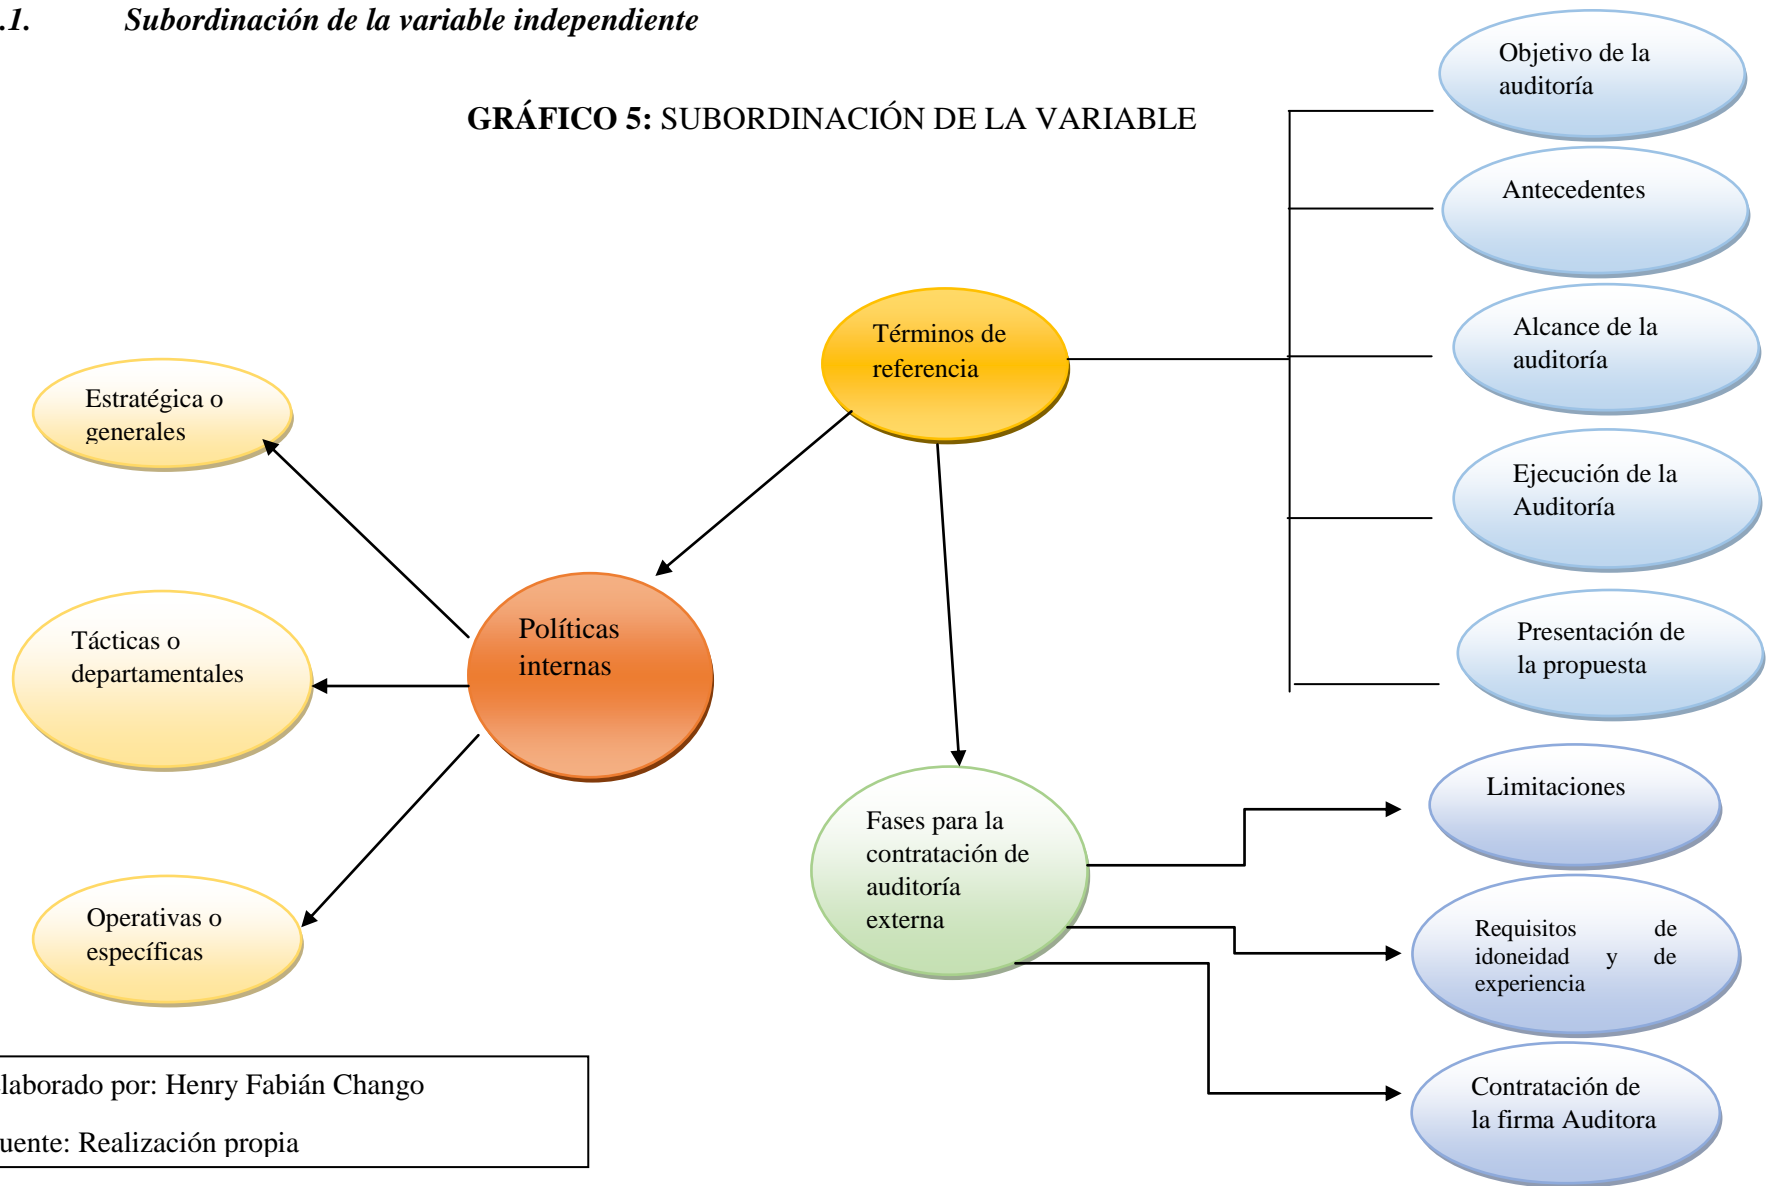 .1. Subordinación de la variable independiente
GRÁFICO 5: SUBORDINACIÓN DE LA VARIABLE
Objetivo de la
auditoría
Antecedentes
Alcance de la
auditoría
Ejecución de la
Auditoría
Presentación de
la propuesta
Términos de
referencia
Estratégica o
generales
Tácticas o
departamentales
Operativas o
específicas
Políticas
internas
Fases para la
contratación de
auditoría
externa
Limitaciones
Requisitos de
idoneidad y de
experiencia
Contratación de
la firma Auditora
laborado por: Henry Fabián Chango
uente: Realización propia